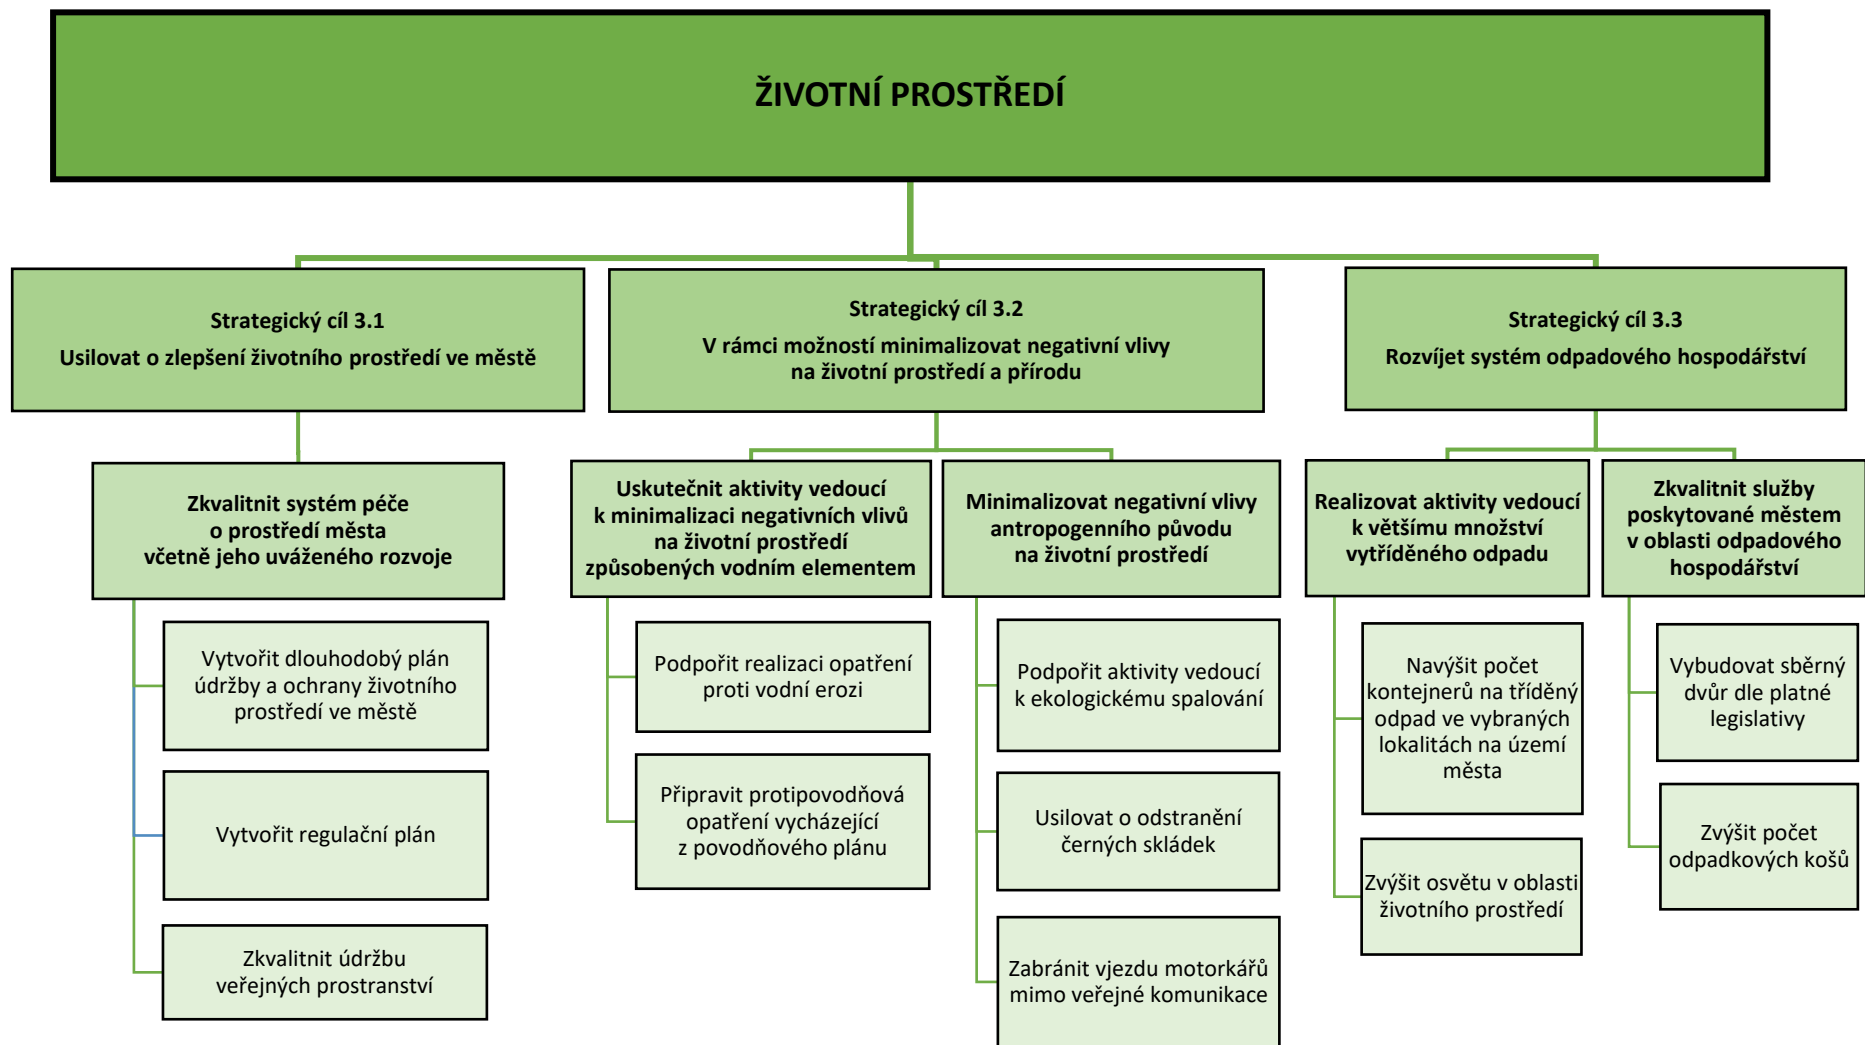 ŽIVOTNÍ PROSTŘEDÍ
Strategický cíl 3.1
Usilovat o zlepšení životního prostředí ve městě
Strategický cíl 3.2
V rámci možností minimalizovat negativní vlivy
na životní prostředí a přírodu
Strategický cíl 3.3
Rozvíjet systém odpadového hospodářství
Zkvalitnit systém péče
o prostředí města
včetně jeho uváženého rozvoje
Uskutečnit aktivity vedoucí
k minimalizaci negativních vlivů
na životní prostředí
způsobených vodním elementem
Minimalizovat negativní vlivy
antropogenního původu
na životní prostředí
Realizovat aktivity vedoucí
k většímu množství
vytříděného odpadu
Zkvalitnit služby
poskytované městem
v oblasti odpadového
hospodářství
Vytvořit dlouhodobý plán
údržby a ochrany životního
prostředí ve městě
Vytvořit regulační plán
Zkvalitnit údržbu
veřejných prostranství
Podpořit realizaci opatření
proti vodní erozi
Připravit protipovodňová
opatření vycházející
z povodňového plánu
Podpořit aktivity vedoucí
k ekologickému spalování
Usilovat o odstranění
černých skládek
Zabránit vjezdu motorkářů
mimo veřejné komunikace
Navýšit počet
kontejnerů na tříděný
odpad ve vybraných
lokalitách na území
města
Zvýšit osvětu v oblasti
životního prostředí
Vybudovat sběrný
dvůr dle platné
legislativy
Zvýšit počet
odpadkových košů